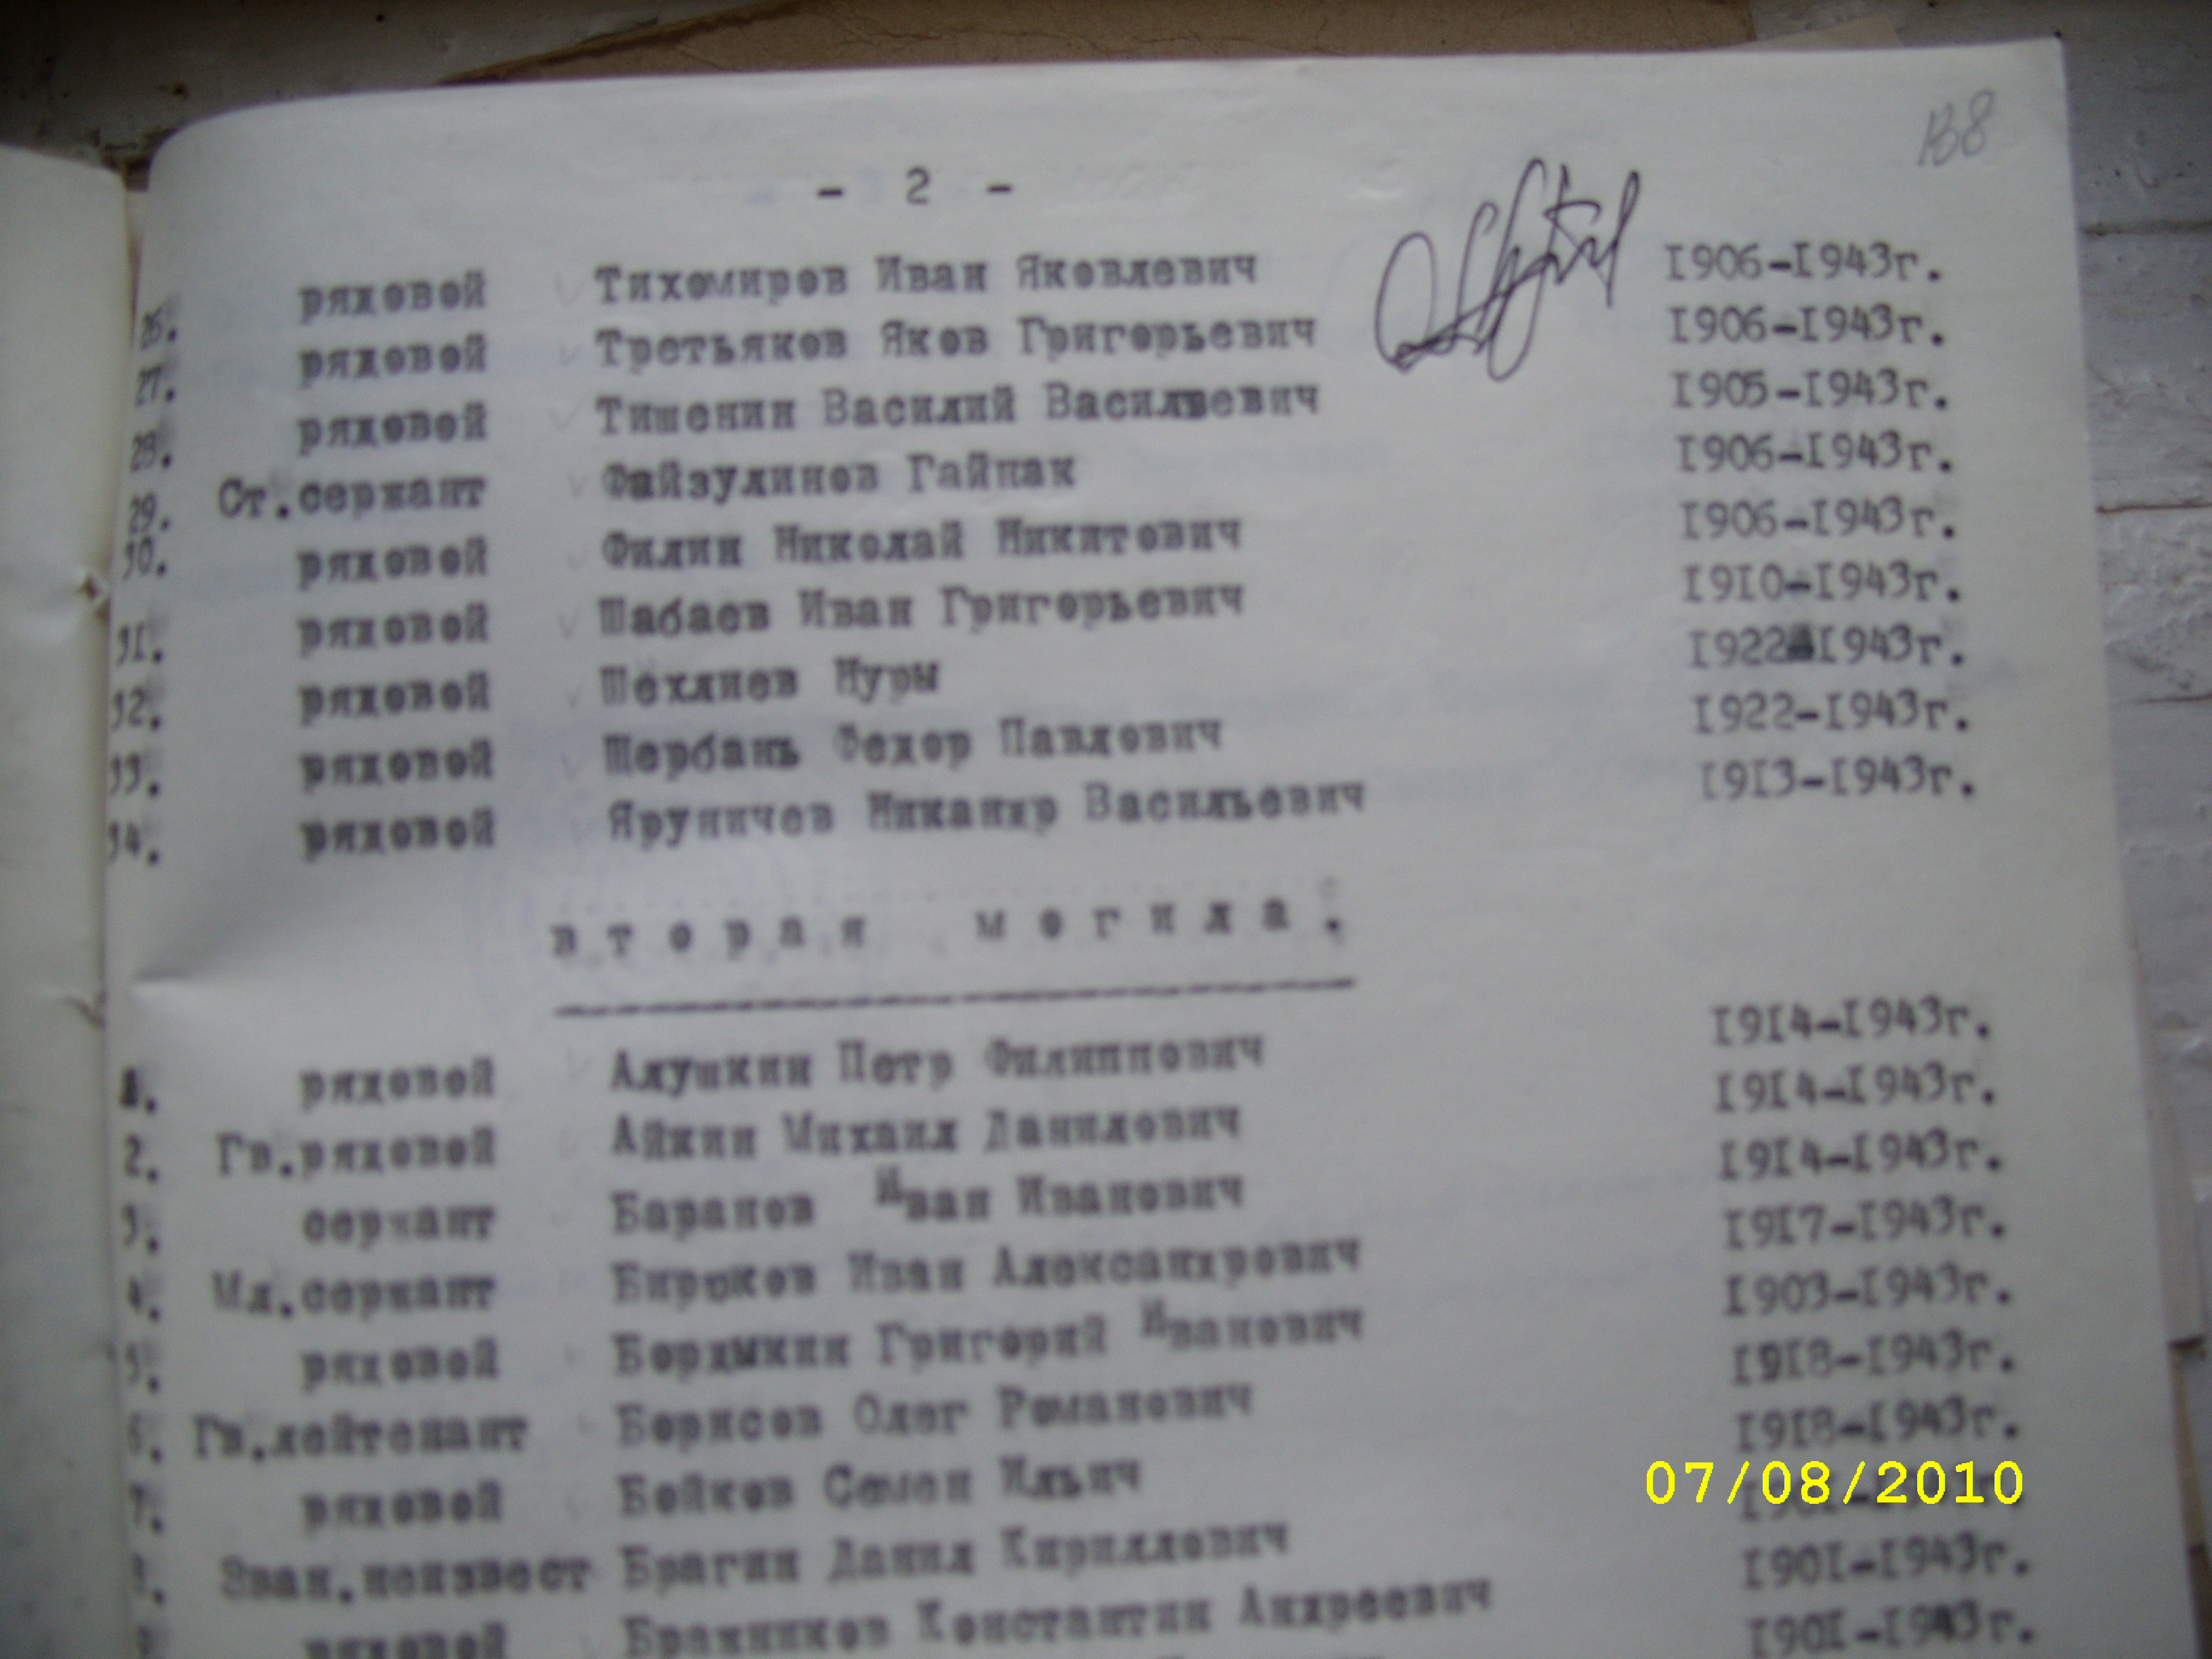 В8
- 2 -
26. рядовой Тихомиров Иван Яковлевич 1906-1943г.
27. рядовой Третьяков Яков Григорьевич 1906-1943г.
28. рядовой Тишенин Василий Васильевич 1905-1943г.
29. Ст.сержант Файзулинов Гайпак 1906-1943г.
30. рядовой Филин Николай Никитович 1906-1943г.
31. рядовой Шабаев Иван Григорьевич 1910-1943г.
32. рядовой Шехлиев Нуры 1922-1943г.
33. рядовой Щербань Федор Павлович 1922-1943г.
34. рядовой Яруничев Никандр Васильевич 1913-1943г.
вторая могила.
рядовой Алушкин Петр Филиппович 1914-1943г.
2. Гв.рядовой Айкин Михаил Данилович 1914-1943г.
3. сержант Баранов Иван Иванович 1914-1943г.
4. Мл.сержант Бирюков Иван Александрович 1917-1943г.
5. рядовой Григорий Иванович 1903-1943г.
6. Гв.лейтенант Борисов Олег Романович 1918-1943г.
7. рядовой Бойков Семен Ильич 1918-1943г.
8. Зван.неизвест Брагин Данил Кириллович
рядовой Константин Андреевич 1901-1943г.
1901-1943г.
07/08/2010